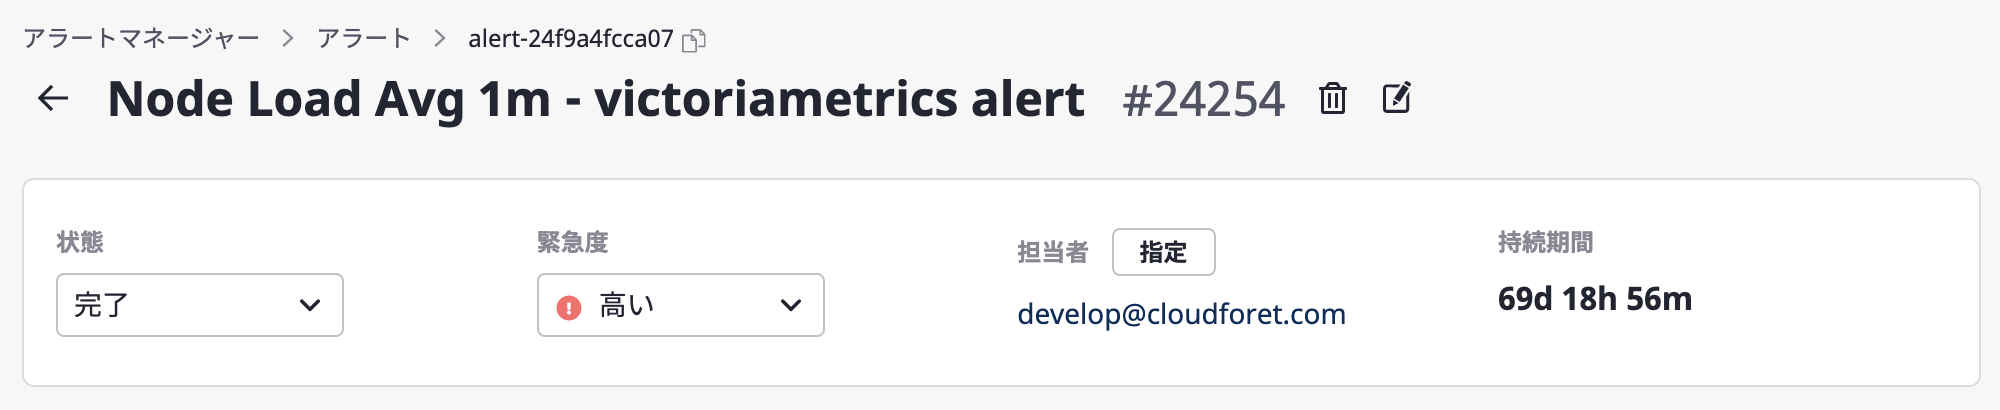 アラートマネージャー > アラート > alert-24f9a4fcca07
Node Load Avg 1m - victoriametrics alert #24254
状態 緊急度 担当者 指定 持続期間
完了 高い develop@cloudforet.com 69d 18h 56m